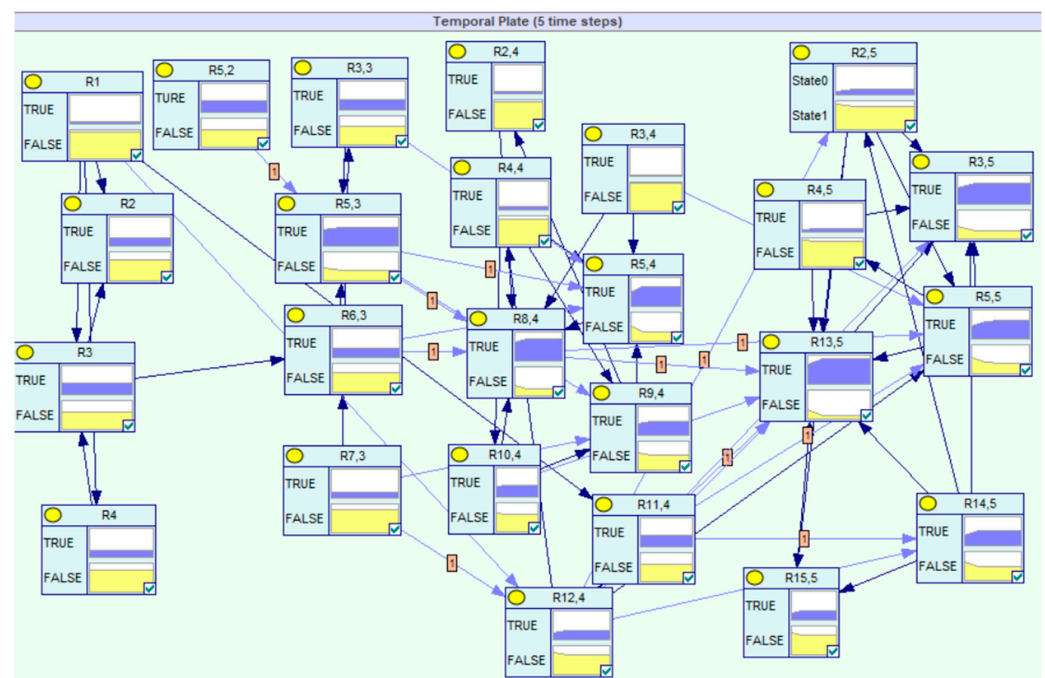 Temporal Plate (5 time steps)
R1
TRUE
FALSE
R5,2
TURE
FALSE
R3,3
TRUE
FALSE
R2,4
TRUE
FALSE
R2,5
State0
State1
R3,4
TRUE
FALSE
R4,4
TRUE
FALSE
R3,5
TRUE
FALSE
R4,5
TRUE
FALSE
R2
TRUE
FALSE
R5,3
TRUE
FALSE
R5,4
TRUE
FALSE
R5,5
TRUE
FALSE
R6,3
TRUE
FALSE
R8,4
TRUE
FALSE
R13,5
TRUE
FALSE
R3
TRUE
FALSE
R9,4
TRUE
FALSE
R7,3
TRUE
FALSE
R10,4
TRUE
FALSE
R11,4
TRUE
FALSE
R14,5
TRUE
FALSE
R4
TRUE
FALSE
R15,5
TRUE
FALSE
R12,4
TRUE
FALSE
1
1
1
1
1
1
1
1
1
1